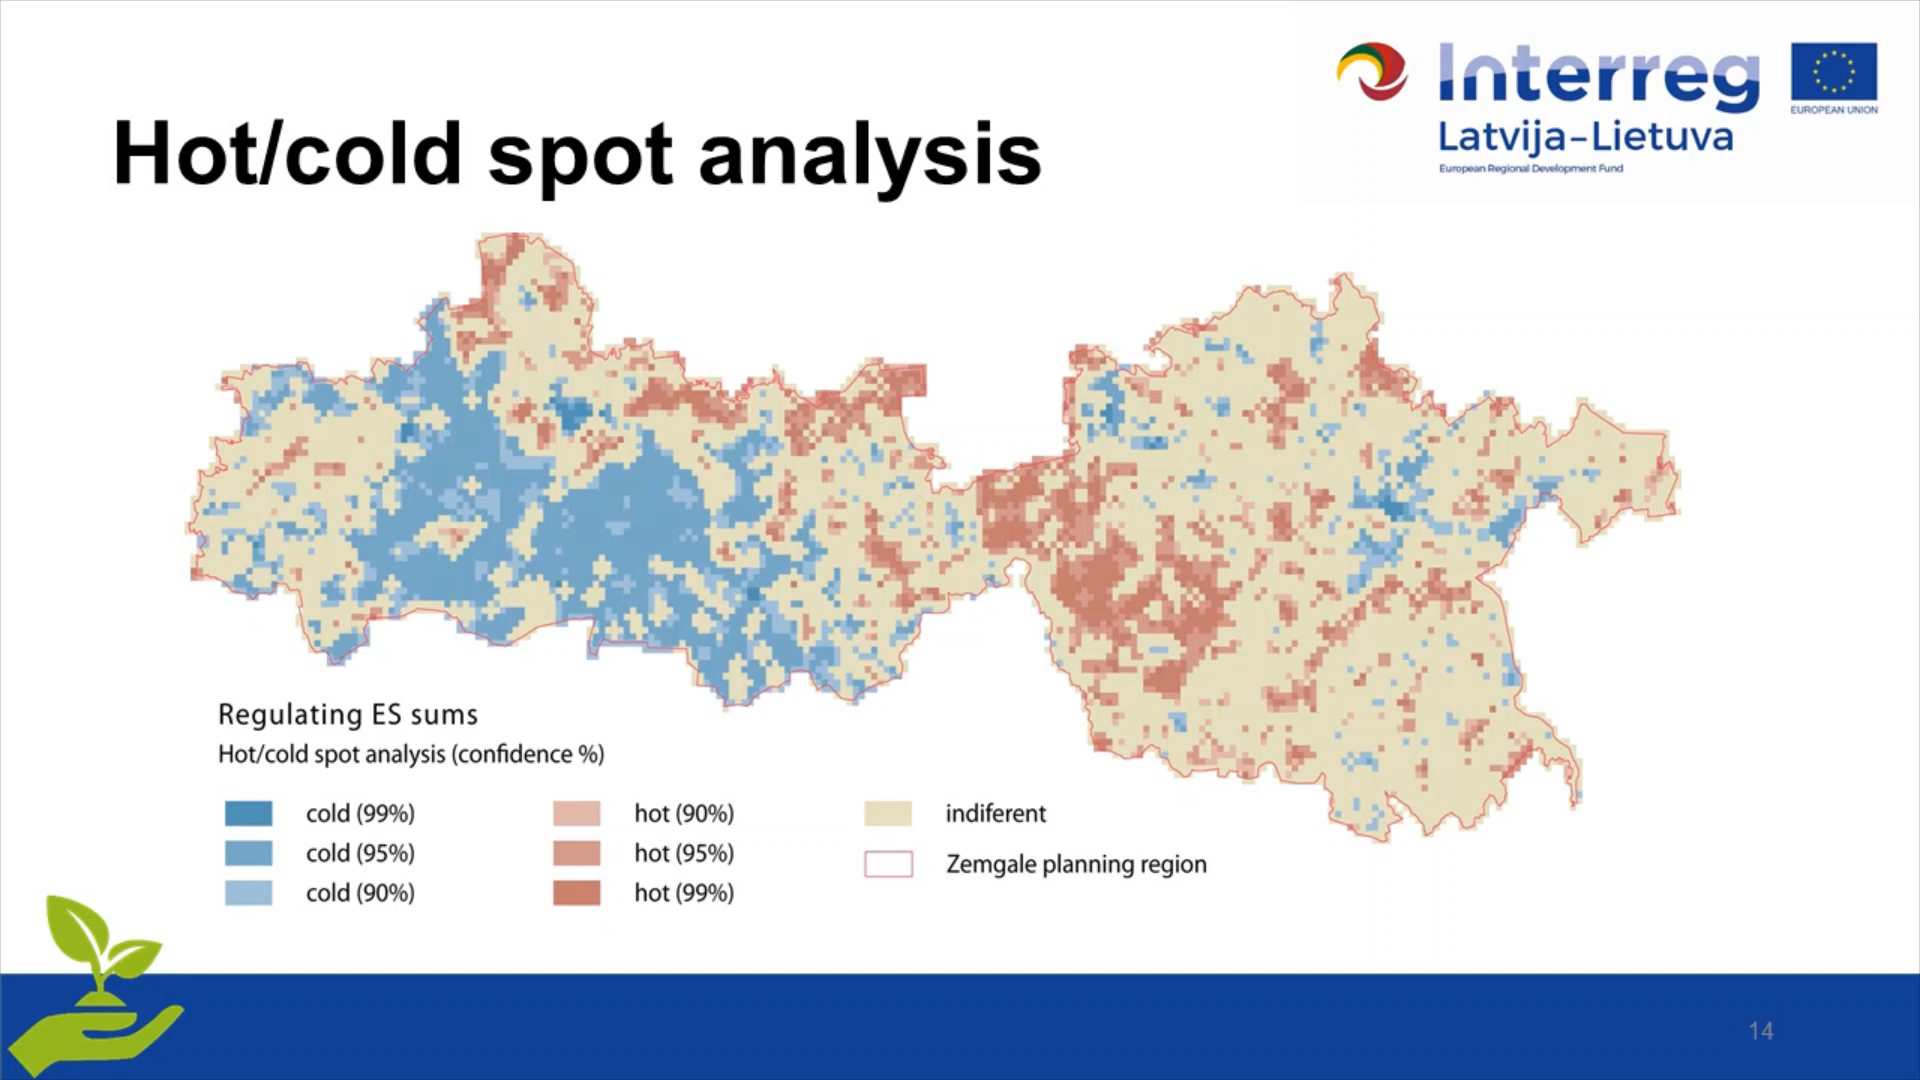 Interreg
EUROPEAN UNION
Latvija–Lietuva
European Regional Development Fund
Hot/cold spot analysis
Regulating ES sums
Hot/cold spot analysis (confidence %)
cold (99%)
hot (90%)
indiferent
cold (95%)
hot (95%)
Zemgale planning region
cold (90%)
hot (99%)
14